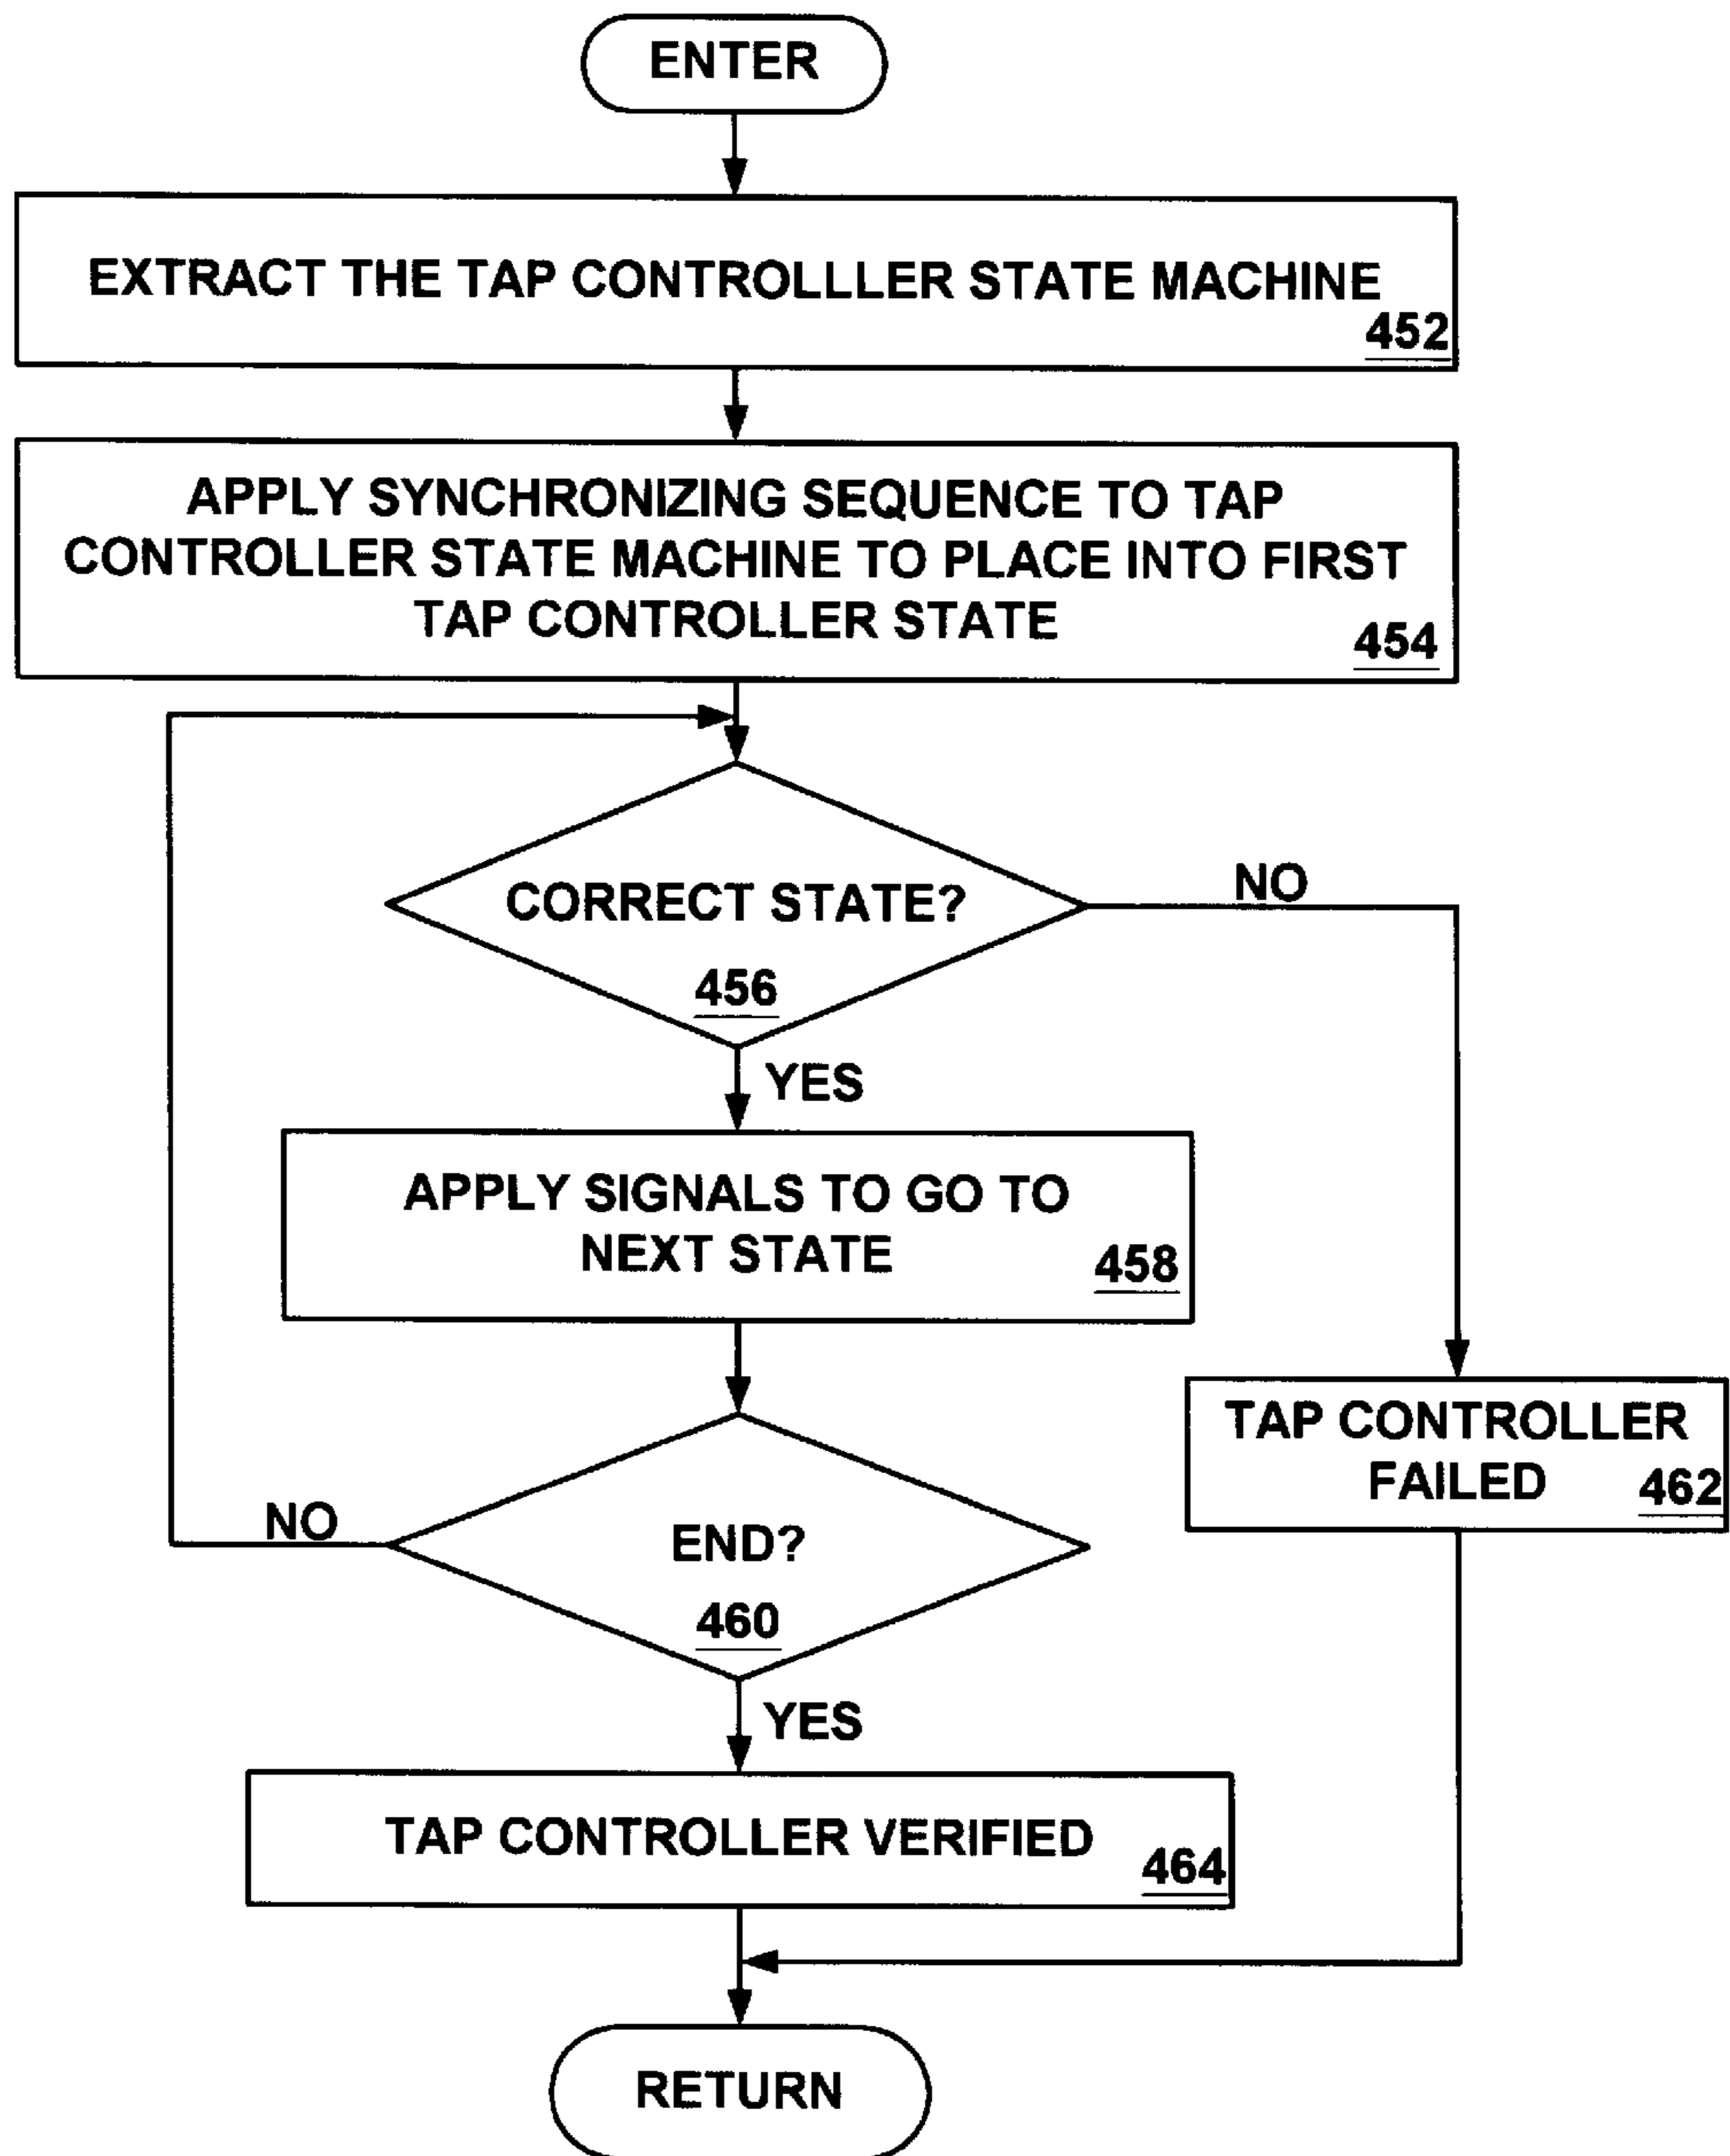 ENTER
EXTRACT THE TAP CONTROLLLER STATE MACHINE
452
APPLY SYNCHRONIZING SEQUENCE TO TAP
CONTROLLER STATE MACHINE TO PLACE INTO FIRST
TAP CONTROLLER STATE
454
CORRECT STATE?
456
NO
YES
APPLY SIGNALS TO GO TO
NEXT STATE
458
TAP CONTROLLER
FAILED
462
NO
END?
460
YES
TAP CONTROLLER VERIFIED
464
RETURN